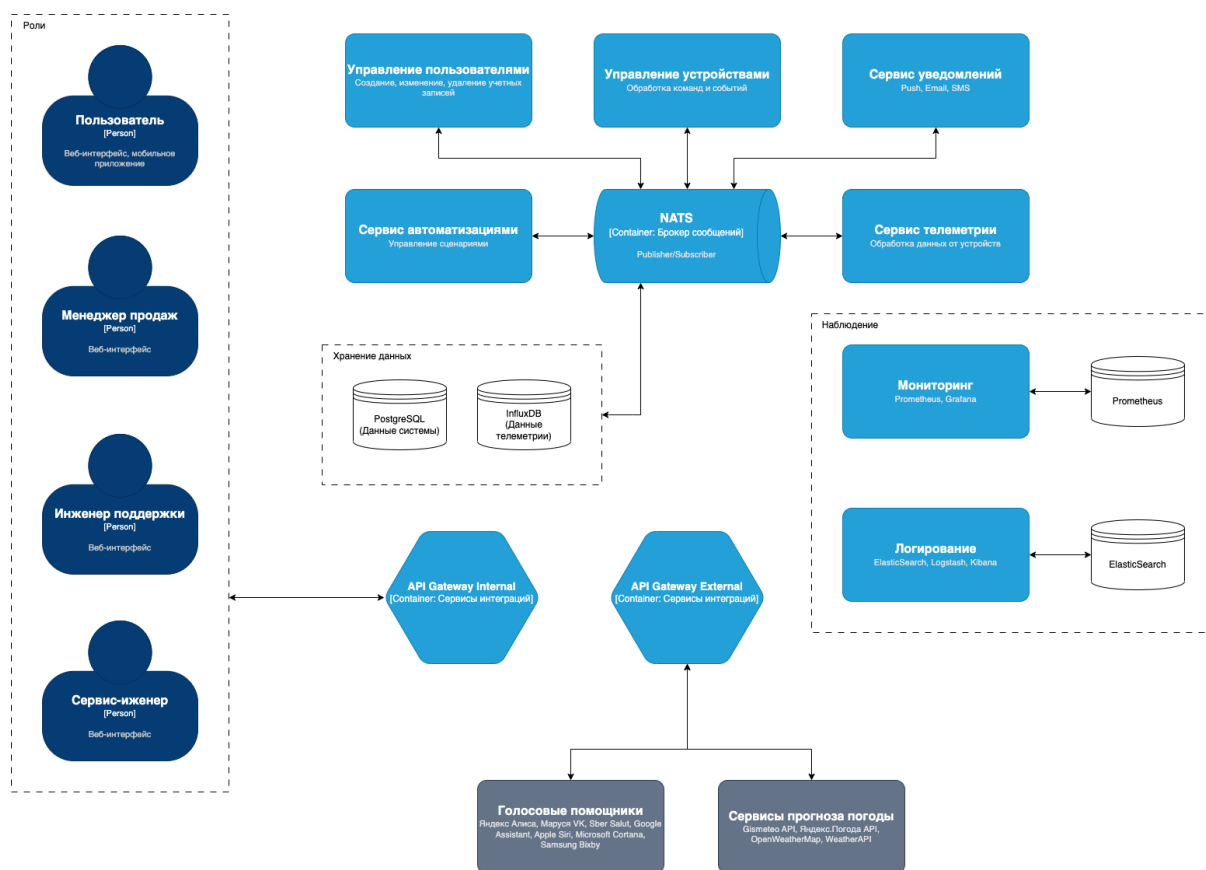 Роли
Пользователь
[Person]
Веб-интерфейс, мобильное
приложение
Менеджер продаж
[Person]
Веб-интерфейс
Инженер поддержки
[Person]
Веб-интерфейс
Сервис-иженер
[Person]
Веб-интерфейс
Управление пользователями
Создание, изменение, удаление учетных
записей
Управление устройствами
Обработка команд и событий
Сервис уведомлений
Push, Email, SMS
Сервис автоматизациями
Управление сценариями
NATS
[Container: Брокер сообщений]
Publisher/Subscriber
Сервис телеметрии
Обработка данных от устройств
Хранение данных
PostgreSQL
(Данные системы)
InfluxDB
(Данные
телеметрии)
Наблюдение
Мониторинг
Prometheus, Grafana
Prometheus
Логирование
ElasticSearch, Logstash, Kibana
ElasticSearch
API Gateway Internal
[Container: Сервисы интеграций]
API Gateway External
[Container: Сервисы интеграций]
Голосовые помощники
Яндекс Алиса, Маруся VK, Sber Salut, Google
Assistant, Apple Siri, Microsoft Cortana,
Samsung Bixby
Сервисы прогноза погоды
Gismeteo API, Яндекс.Погода API,
OpenWeatherMap, WeatherAPI